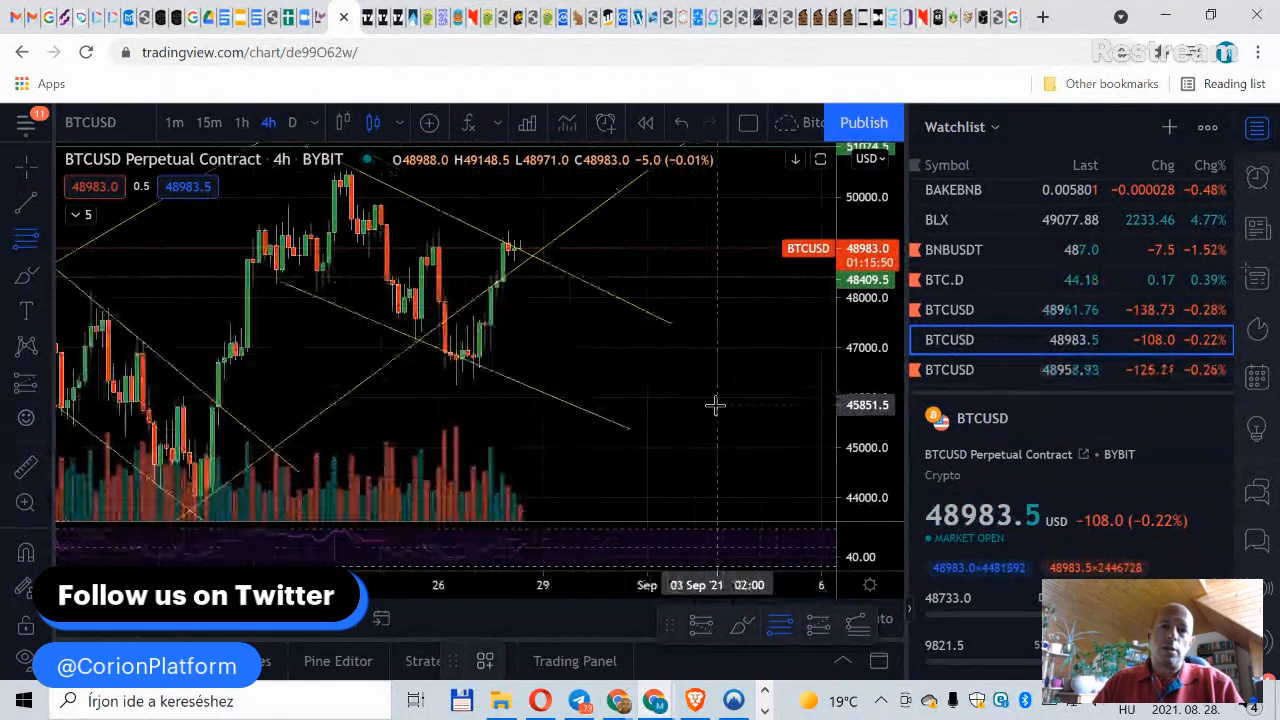 tradingview.com/chart/de99O62w/
Restream
Apps
Other bookmarks
Reading list
11
BTCUSD
1m 15m 1h 4h D
Bitc
Publish
BTCUSD Perpetual Contract · 4h · BYBIT
O48988.0 H49148.5 L48971.0 C48983.0 −5.0 (−0.01%)
48983.0 0.5 48983.5
5
51024.5
USD
50000.0
BTCUSD 48983.0
01:15:50
48409.5
48000.0
47000.0
45851.5
45000.0
44000.0
40.00
26 29 Sep 03 Sep '21 02:00 6
Watchlist
Symbol Last Chg Chg%
BAKEBNB 0.005801 −0.000028 −0.48%
BLX 49077.88 2233.46 4.77%
BNBUSDT 487.0 −7.5 −1.52%
BTC.D 44.18 0.17 0.39%
BTCUSD 48961.76 −138.73 −0.28%
BTCUSD 48983.5 −108.0 −0.22%
BTCUSD
BTCUSD
BTCUSD Perpetual Contract • BYBIT
Crypto
48983.5 USD −108.0 (−0.22%)
MARKET OPEN
48983.0×4481892 48983.5×2446728
48733.0
9821.5
Follow us on Twitter
@CorionPlatform
Pine Editor
Strate
Trading Panel
uto
Írjon ide a kereséshez
19°C
HU
2021. 08. 28.
4